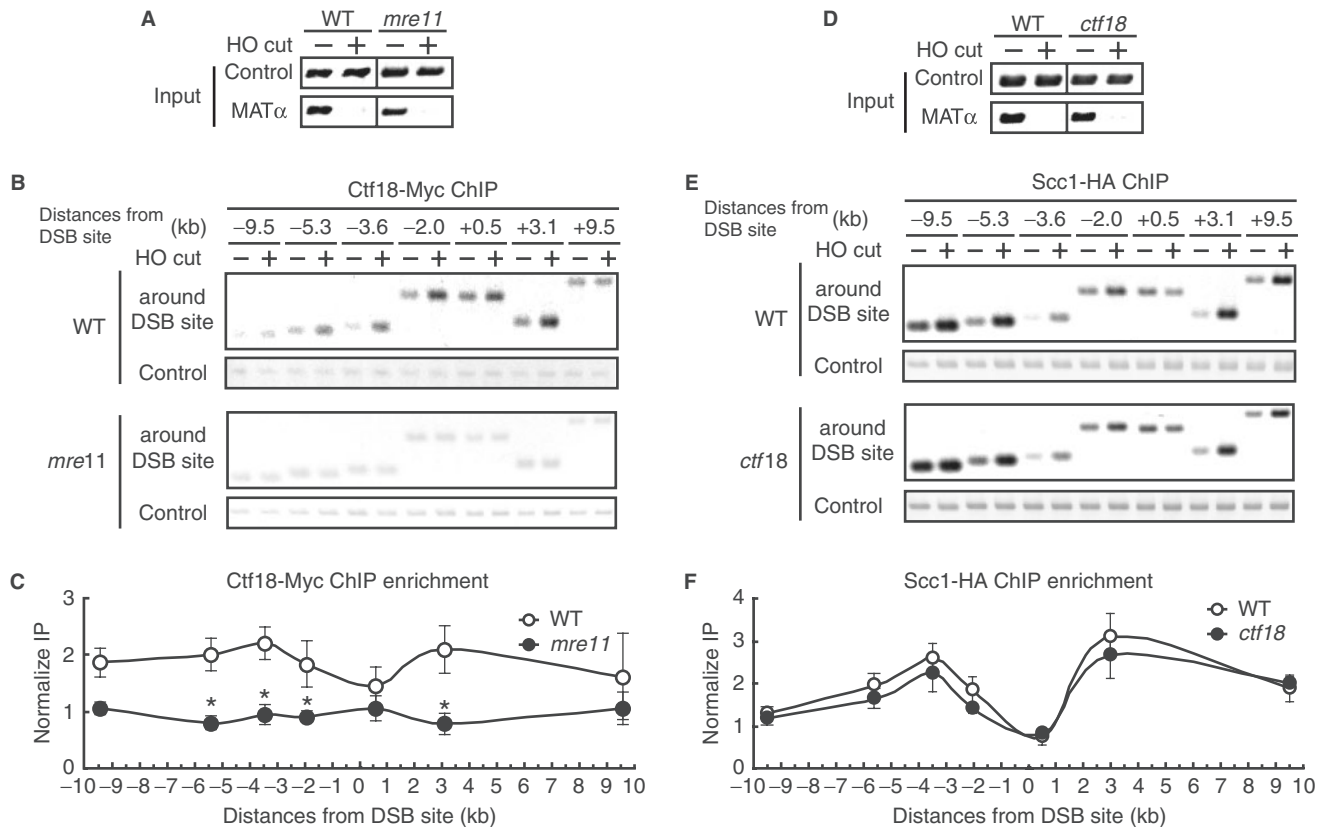 A
WT mre11
HO cut − + − +
Input
Control
MATα
B
Ctf18-Myc ChIP
Distances from DSB site (kb)
−9.5 −5.3 −3.6 −2.0 +0.5 +3.1 +9.5
HO cut − + − + − + − + − + − + − +
WT
around DSB site
Control
mre11
around DSB site
Control
C
Ctf18-Myc ChIP enrichment
Normalize IP
3
2
1
0
WT
mre11
* * * *
−10 −9 −8 −7 −6 −5 −4 −3 −2 −1 0 1 2 3 4 5 6 7 8 9 10
Distances from DSB site (kb)
D
WT ctf18
HO cut − + − +
Input
Control
MATα
E
Scc1-HA ChIP
Distances from DSB site (kb)
−9.5 −5.3 −3.6 −2.0 +0.5 +3.1 +9.5
HO cut − + − + − + − + − + − + − +
WT
around DSB site
Control
ctf18
around DSB site
Control
F
Scc1-HA ChIP enrichment
Normalize IP
4
3
2
1
0
WT
ctf18
−10 −9 −8 −7 −6 −5 −4 −3 −2 −1 0 1 2 3 4 5 6 7 8 9 10
Distances from DSB site (kb)